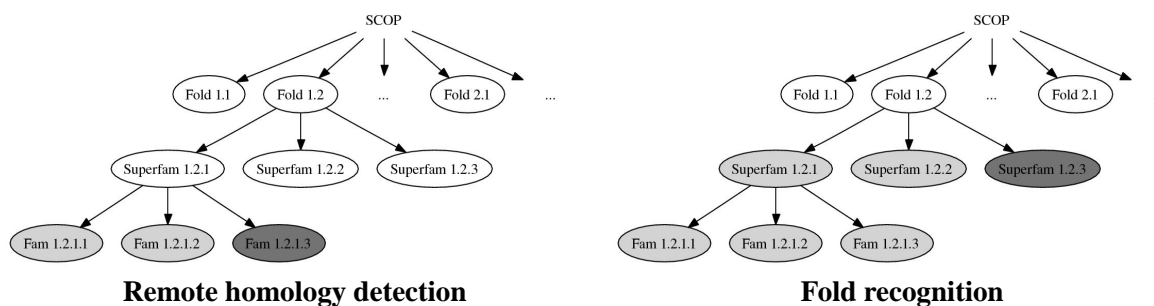 SCOP
Fold 1.1
Fold 1.2
...
Fold 2.1
...
Superfam 1.2.1
Superfam 1.2.2
Superfam 1.2.3
Fam 1.2.1.1
Fam 1.2.1.2
Fam 1.2.1.3
Remote homology detection
SCOP
Fold 1.1
Fold 1.2
...
Fold 2.1
Superfam 1.2.1
Superfam 1.2.2
Superfam 1.2.3
Fam 1.2.1.1
Fam 1.2.1.2
Fam 1.2.1.3
Fold recognition